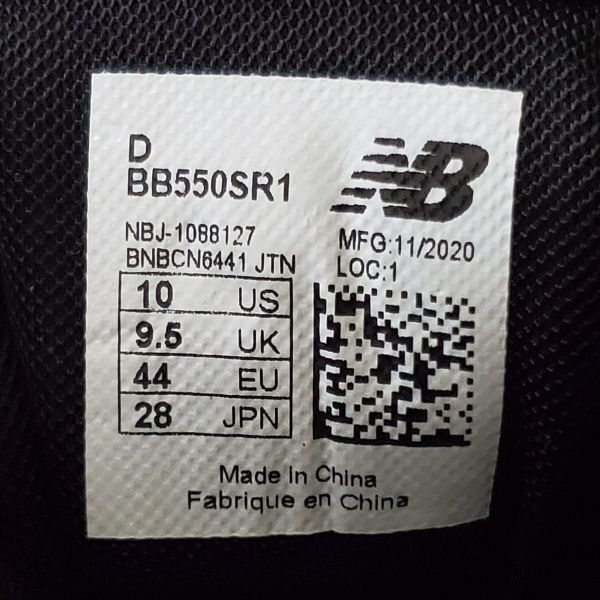 D
BB550SR1
NB
NBJ-1088127
BNBCN6441 JTN
MFG:11/2020
LOC:1
10 US
9.5 UK
44 EU
28 JPN
Made in China
Fabrique en China